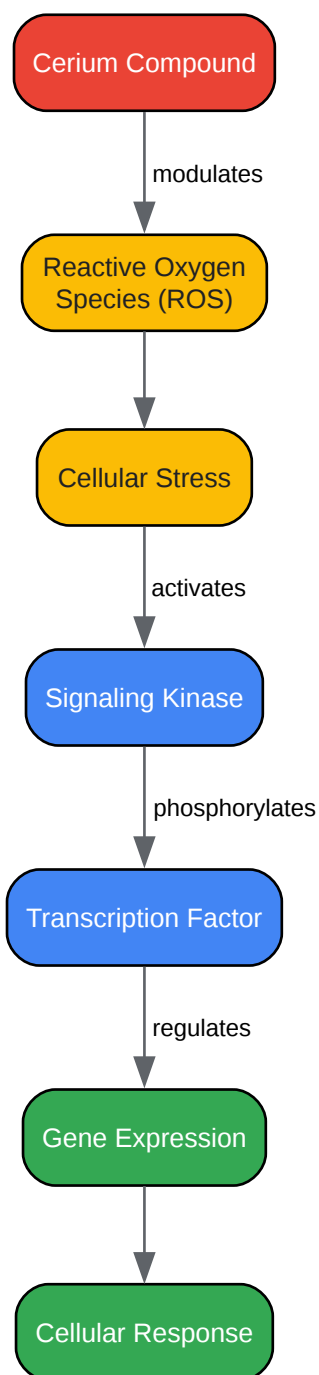 Cerium Compound
modulates
Reactive Oxygen
Species (ROS)
Cellular Stress
activates
Signaling Kinase
phosphorylates
Transcription Factor
regulates
Gene Expression
Cellular Response